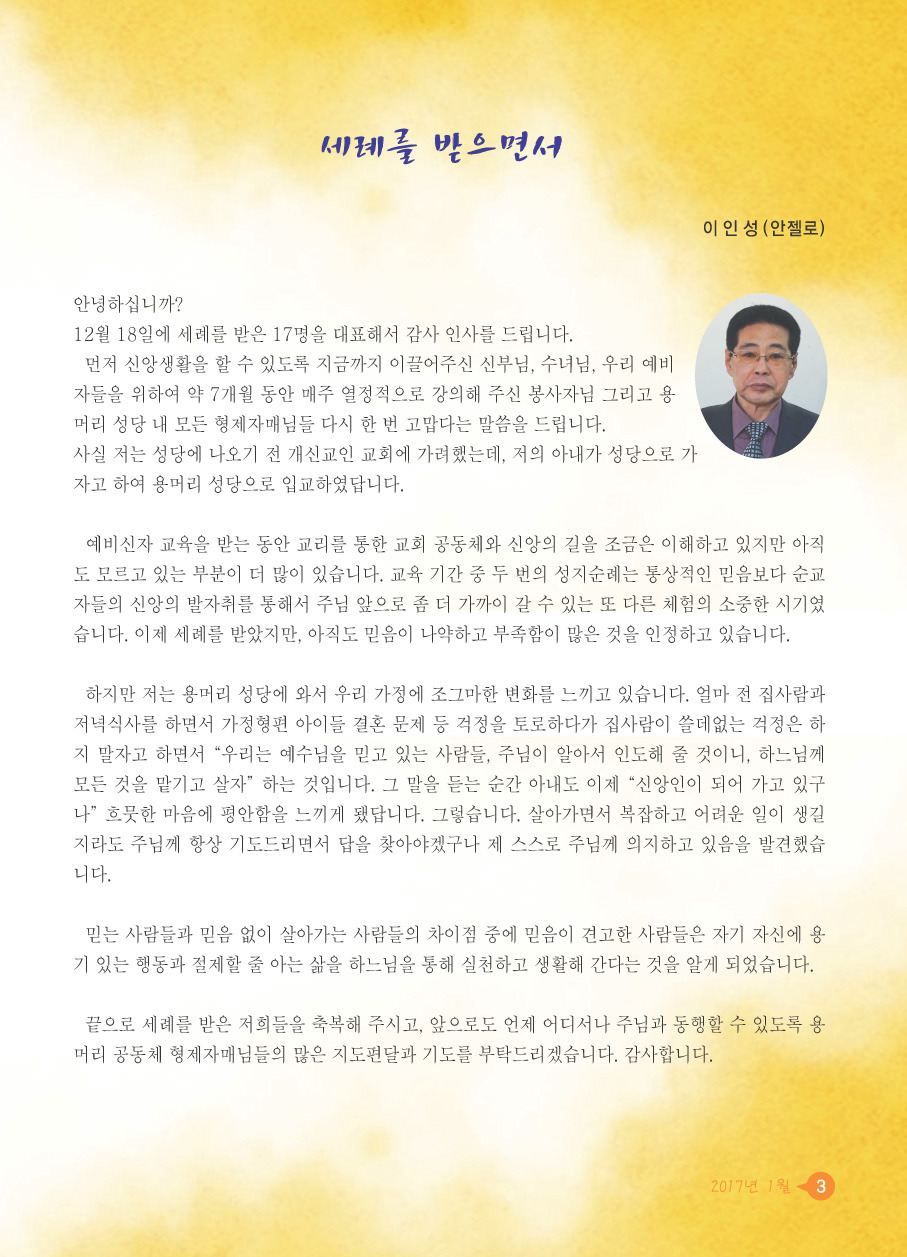 세례를 받으면서
이 인 성 (안젤로)
안녕하십니까?
12월 18일에 세례를 받은 17명을 대표해서 감사 인사를 드립니다.
먼저 신앙생활을 할 수 있도록 지금까지 이끌어주신 신부님, 수녀님, 우리 예비
자들을 위하여 약 7개월 동안 매주 열정적으로 강의해 주신 봉사자님 그리고 용
머리 성당 내 모든 형제자매님들 다시 한 번 고맙다는 말씀을 드립니다.
사실 저는 성당에 나오기 전 개신교인 교회에 가려했는데, 저의 아내가 성당으로 가
자고 하여 용머리 성당으로 입교하였답니다.
예비신자 교육을 받는 동안 교리를 통한 교회 공동체와 신앙의 길을 조금은 이해하고 있지만 아직
도 모르고 있는 부분이 더 많이 있습니다. 교육 기간 중 두 번의 성지순례는 통상적인 믿음보다 순교
자들의 신앙의 발자취를 통해서 주님 앞으로 좀 더 가까이 갈 수 있는 또 다른 체험의 소중한 시기였
습니다. 이제 세례를 받았지만, 아직도 믿음이 나약하고 부족함이 많은 것을 인정하고 있습니다.
하지만 저는 용머리 성당에 와서 우리 가정에 조그마한 변화를 느끼고 있습니다. 얼마 전 집사람과
저녁식사를 하면서 가정형편 아이들 결혼 문제 등 걱정을 토로하다가 집사람이 쓸데없는 걱정은 하
지 말자고 하면서 “우리는 예수님을 믿고 있는 사람들, 주님이 알아서 인도해 줄 것이니, 하느님께
모든 것을 맡기고 살자” 하는 것입니다. 그 말을 듣는 순간 아내도 이제 “신앙인이 되어 가고 있구
나” 흐뭇한 마음에 평안함을 느끼게 됐답니다. 그렇습니다. 살아가면서 복잡하고 어려운 일이 생길
지라도 주님께 항상 기도드리면서 답을 찾아야겠구나 제 스스로 주님께 의지하고 있음을 발견했습
니다.
믿는 사람들과 믿음 없이 살아가는 사람들의 차이점 중에 믿음이 견고한 사람들은 자기 자신에 용
기 있는 행동과 절제할 줄 아는 삶을 하느님을 통해 실천하고 생활해 간다는 것을 알게 되었습니다.
끝으로 세례를 받은 저희들을 축복해 주시고, 앞으로도 언제 어디서나 주님과 동행할 수 있도록 용
머리 공동체 형제자매님들의 많은 지도편달과 기도를 부탁드리겠습니다. 감사합니다.
2017년 1월 3